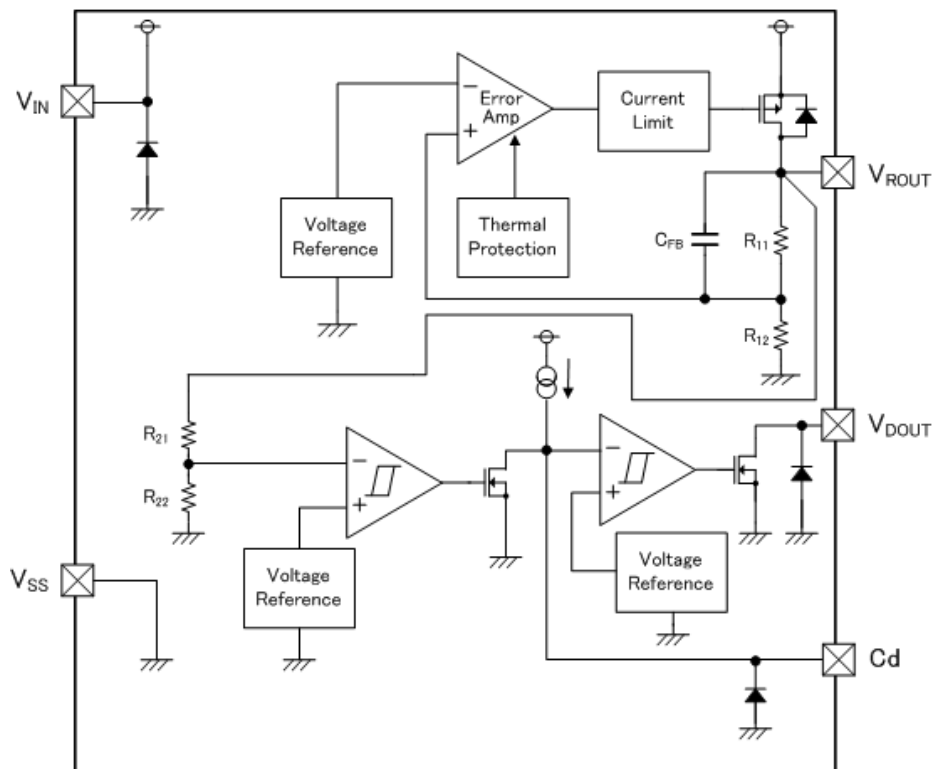 VIN
−
Error
Amp
+
Current
Limit
VROUT
Voltage
Reference
Thermal
Protection
CFB
R11
R12
VDOUT
R21
R22
−
+
−
+
Voltage
Reference
Voltage
Reference
VSS
Cd